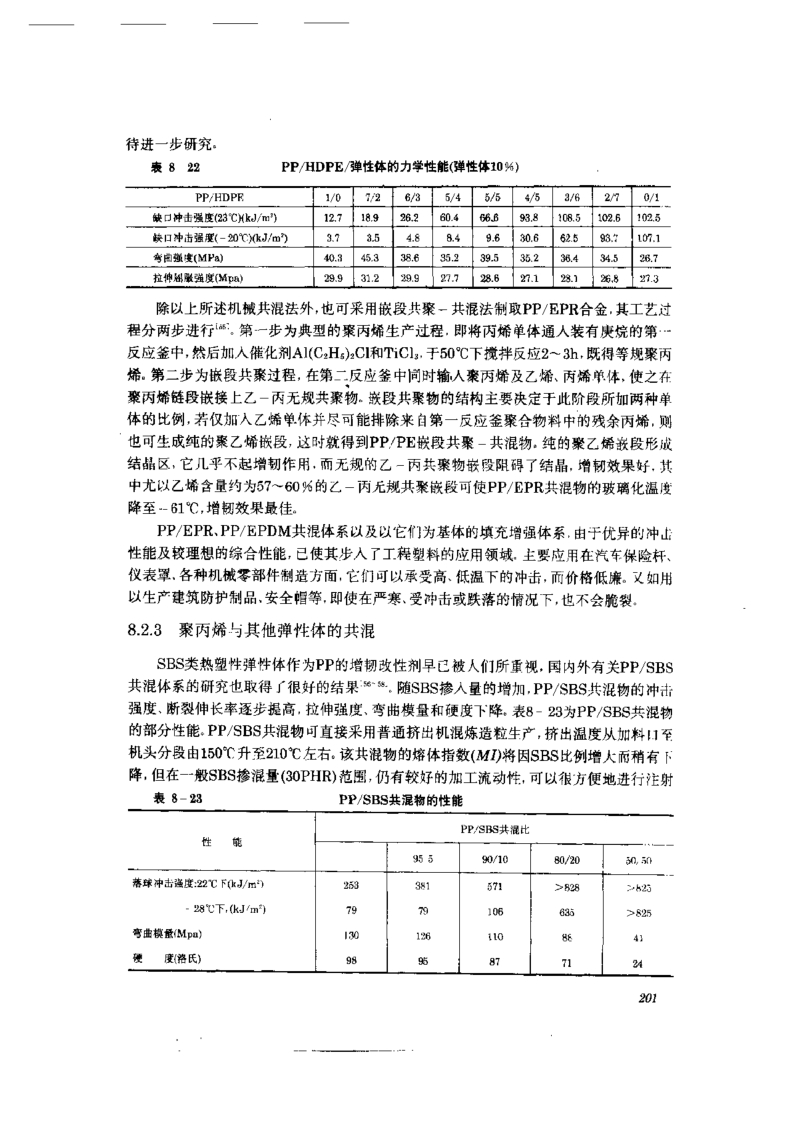 待进一步研究。
表 8 22 PP/HDPE/弹性体的力学性能(弹性体10%)
PP/HDPE 1/0 7/2 6/3 5/4 5/5 4/5 3/6 2/7 0/1
缺口冲击强度(23℃)(kJ/m²) 12.7 18.9 26.2 60.4 66.6 93.8 108.5 102.6 102.5
缺口冲击强度(-20℃)(kJ/m²) 3.7 3.5 4.8 8.4 9.6 30.6 62.5 93.7 107.1
弯曲强度(MPa) 40.3 45.3 38.6 35.2 39.5 35.2 36.4 34.5 26.7
拉伸屈服强度(Mpa) 29.9 31.2 29.9 27.7 28.6 27.1 28.1 26.8 27.3
除以上所述机械共混法外,也可采用嵌段共聚-共混法制取PP/EPR合金,其工艺过
程分两步进行。第一步为典型的聚丙烯生产过程,即将丙烯单体通入装有庚烷的第一
反应釜中,然后加入催化剂Al(C₂H₅)₂Cl和TiCl₃,于50℃下搅拌反应2~3h,既得等规聚丙
烯。第二步为嵌段共聚过程,在第二反应釜中同时输入聚丙烯及乙烯、丙烯单体,使之在
聚丙烯链段嵌接上乙-丙无规共聚物。嵌段共聚物的结构主要决定于此阶段所加两种单
体的比例,若仅加入乙烯单体并尽可能排除来自第一反应釜聚合物料中的残余丙烯,则
也可生成纯的聚乙烯嵌段,这时就得到PP/PE嵌段共聚-共混物。纯的聚乙烯嵌段形成
结晶区,它几乎不起增韧作用,而无规的乙-丙共聚物嵌段阻碍了结晶,增韧效果好,其
中尤以乙烯含量约为57~60%的乙-丙无规共聚嵌段可使PP/EPR共混物的玻璃化温度
降至-61℃,增韧效果最佳。
PP/EPR、PP/EPDM共混体系以及以它们为基体的填充增强体系,由于优异的冲击
性能及较理想的综合性能,已使其步入了工程塑料的应用领域,主要应用在汽车保险杆、
仪表罩、各种机械零部件制造方面,它们可以承受高、低温下的冲击,而价格低廉。又如用
以生产建筑防护制品、安全帽等,即使在严寒、受冲击或跌落的情况下,也不会脆裂。
8.2.3 聚丙烯与其他弹性体的共混
SBS类热塑性弹性体作为PP的增韧改性剂早已被人们所重视,国内外有关PP/SBS
共混体系的研究也取得了很好的结果[56~58]。随SBS掺入量的增加,PP/SBS共混物的冲击
强度、断裂伸长率逐步提高,拉伸强度、弯曲模量和硬度下降。表8-23为PP/SBS共混物
的部分性能。PP/SBS共混物可直接采用普通挤出机混炼造粒生产,挤出温度从加料口至
机头分段由150℃升至210℃左右。该共混物的熔体指数(MI)将因SBS比例增大而稍有下
降,但在一般SBS掺混量(30PHR)范围,仍有较好的加工流动性,可以很方便地进行注射
表 8-23 PP/SBS共混物的性能
性 能 PP/SBS共混比
95 5 90/10 80/20 50/50
落球冲击强度:22℃下(kJ/m²) 253 381 571 >828 >825
-28℃下,(kJ/m²) 79 79 106 635 >825
弯曲模量(Mpa) 130 126 110 88 41
硬 度(洛氏) 98 95 87 71 24
201